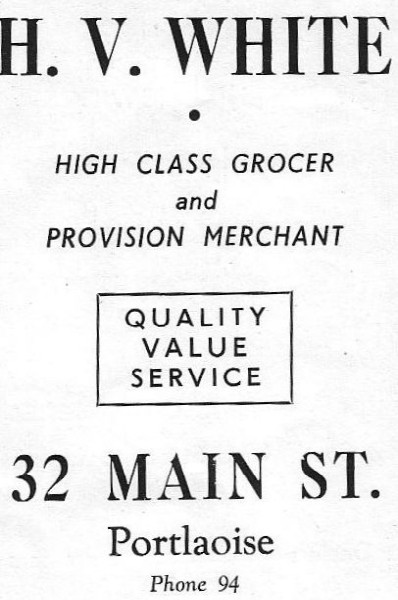 H. V. WHITE
•
HIGH CLASS GROCER
and
PROVISION MERCHANT
QUALITY
VALUE
SERVICE
32 MAIN ST.
Portlaoise
Phone 94